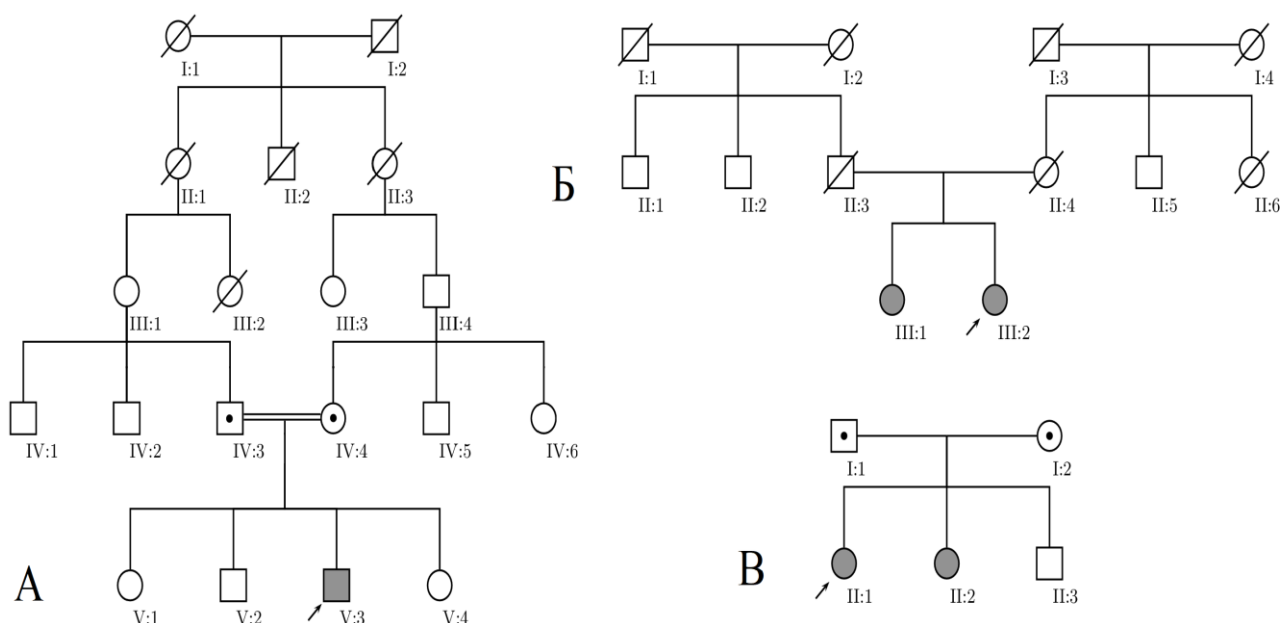 I:1 I:2
II:1 II:2 II:3
III:1 III:2 III:3 III:4
IV:1 IV:2 IV:3 IV:4 IV:5 IV:6
V:1 V:2 V:3 V:4
А
Б
I:1 I:2 I:3 I:4
II:1 II:2 II:3 II:4 II:5 II:6
III:1 III:2
В
I:1 I:2
II:1 II:2 II:3